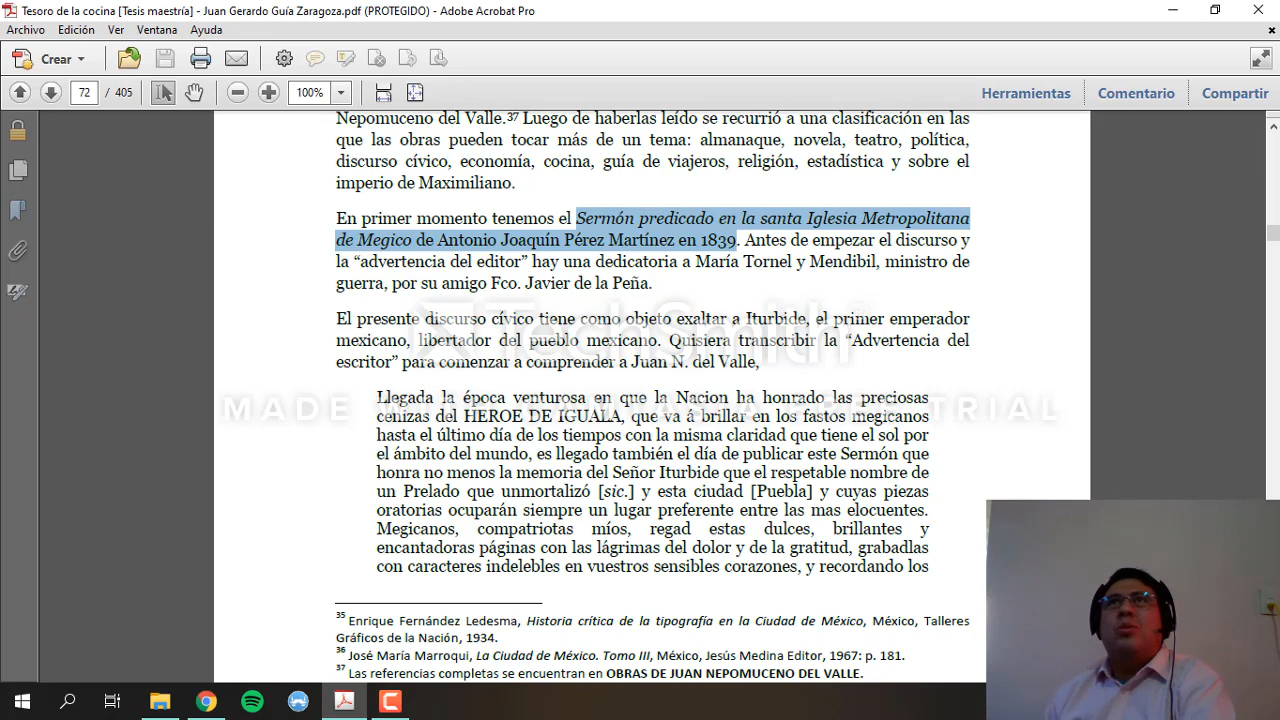 Tesoro de la cocina [Tesis maestría] - Juan Gerardo Guía Zaragoza.pdf (PROTEGIDO) - Adobe Acrobat Pro
Archivo Edición Ver Ventana Ayuda
Crear
72 / 405 100% Herramientas Comentario Compartir
Nepomuceno del Valle.37 Luego de haberlas leído se recurrió a una clasificación en las
que las obras pueden tocar más de un tema: almanaque, novela, teatro, política,
discurso cívico, economía, cocina, guía de viajeros, religión, estadística y sobre el
imperio de Maximiliano.
En primer momento tenemos el Sermón predicado en la santa Iglesia Metropolitana
de Megico de Antonio Joaquín Pérez Martínez en 1839. Antes de empezar el discurso y
la “advertencia del editor” hay una dedicatoria a María Tornel y Mendibil, ministro de
guerra, por su amigo Fco. Javier de la Peña.
El presente discurso cívico tiene como objeto exaltar a Iturbide, el primer emperador
mexicano, libertador del pueblo mexicano. Quisiera transcribir la “Advertencia del
escritor” para comenzar a comprender a Juan N. del Valle,
TechSmith
MADE WITH CAMTASIA FREE TRIAL
Llegada la época venturosa en que la Nacion ha honrado las preciosas
cenizas del HEROE DE IGUALA, que va á brillar en los fastos megicanos
hasta el último día de los tiempos con la misma claridad que tiene el sol por
el ámbito del mundo, es llegado también el día de publicar este Sermón que
honra no menos la memoria del Señor Iturbide que el respetable nombre de
un Prelado que unmortalizó [sic.] y esta ciudad [Puebla] y cuyas piezas
oratorias ocuparán siempre un lugar preferente entre las mas elocuentes.
Megicanos, compatriotas míos, regad estas dulces, brillantes y
encantadoras páginas con las lágrimas del dolor y de la gratitud, grabadlas
con caracteres indelebles en vuestros sensibles corazones, y recordando los
35 Enrique Fernández Ledesma, Historia crítica de la tipografía en la Ciudad de México, México, Talleres
Gráficos de la Nación, 1934.
36 José María Marroqui, La Ciudad de México. Tomo III, México, Jesús Medina Editor, 1967: p. 181.
37 Las referencias completas se encuentran en OBRAS DE JUAN NEPOMUCENO DEL VALLE.